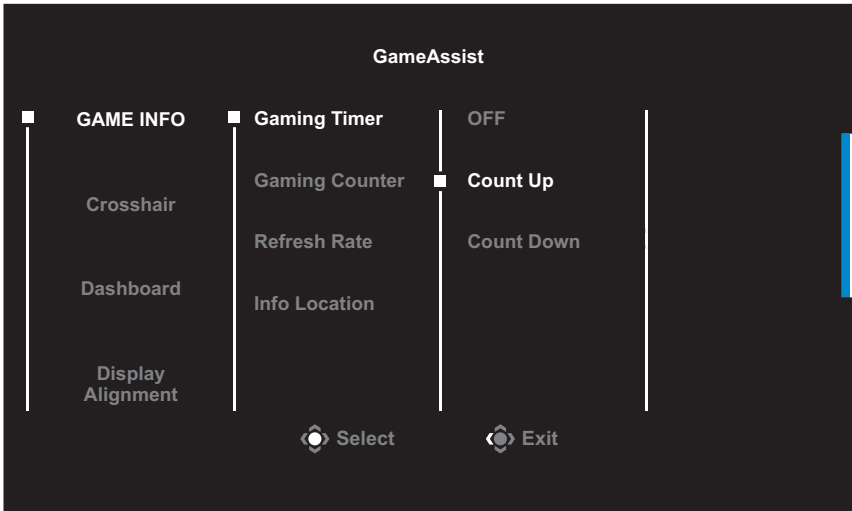 GameAssist
GAME INFO
Crosshair
Dashboard
Display
Alignment
Gaming Timer
Gaming Counter
Refresh Rate
Info Location
OFF
Count Up
Count Down
Select
Exit